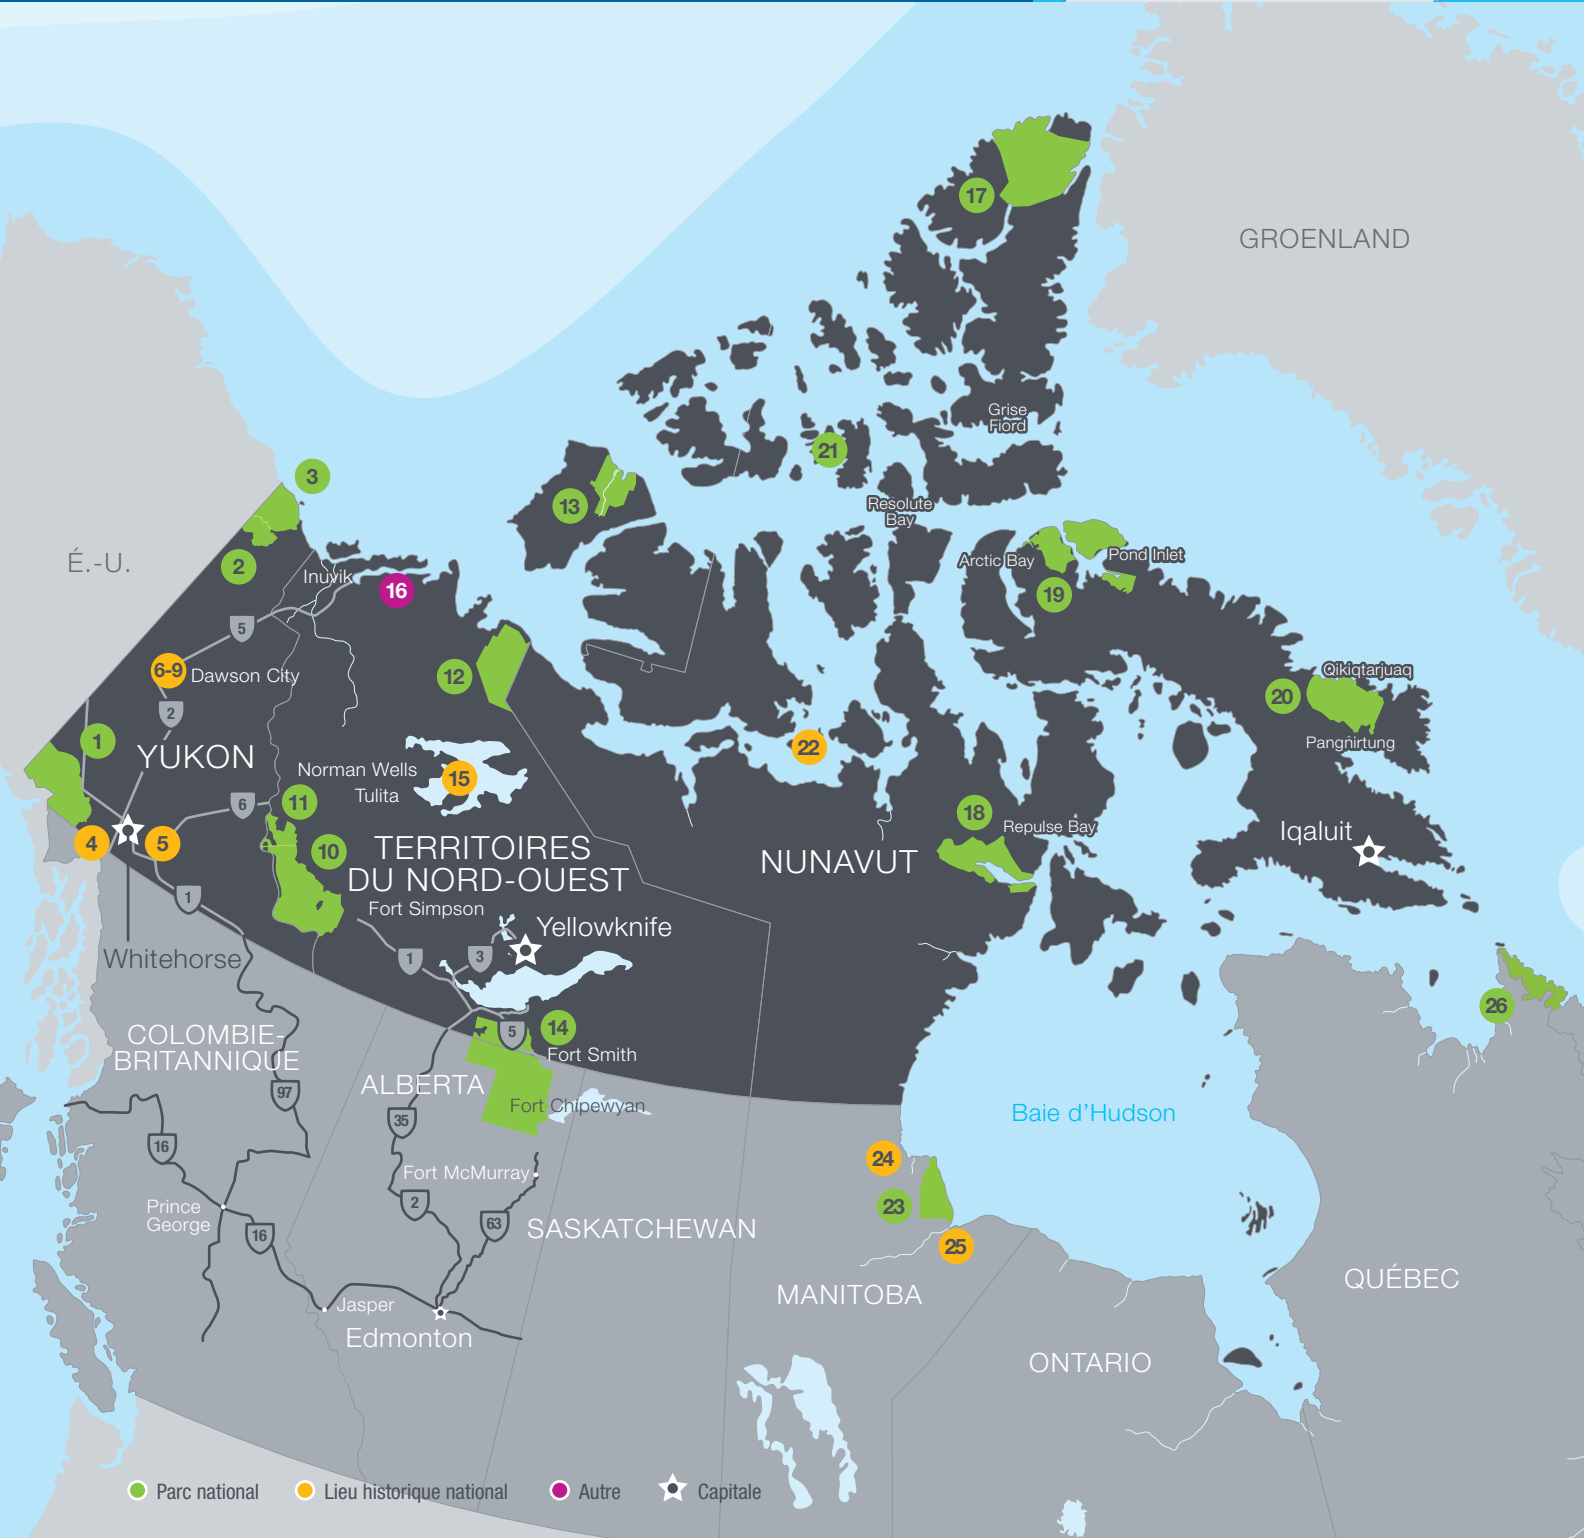 17
GROENLAND
Grise
Fiord
21
3
13
Resolute
Bay
É.-U.
2
Inuvik
16
Arctic Bay
Pond Inlet
19
5
6-9
Dawson City
12
Qikiqtarjuaq
20
2
1
YUKON
22
Pangnirtung
Norman Wells
15
Tulita
6
11
18
Repulse Bay
Iqaluit
4
5
10
TERRITOIRES
DU NORD-OUEST
NUNAVUT
1
Fort Simpson
Yellowknife
Whitehorse
1
3
26
14
5
COLOMBIE-
BRITANNIQUE
Fort Smith
ALBERTA
97
Fort Chipewyan
35
Baie d’Hudson
16
24
Fort McMurray
2
23
Prince
George
16
63
SASKATCHEWAN
25
QUÉBEC
MANITOBA
Jasper
Edmonton
ONTARIO
Parc national
Lieu historique national
Autre
Capitale